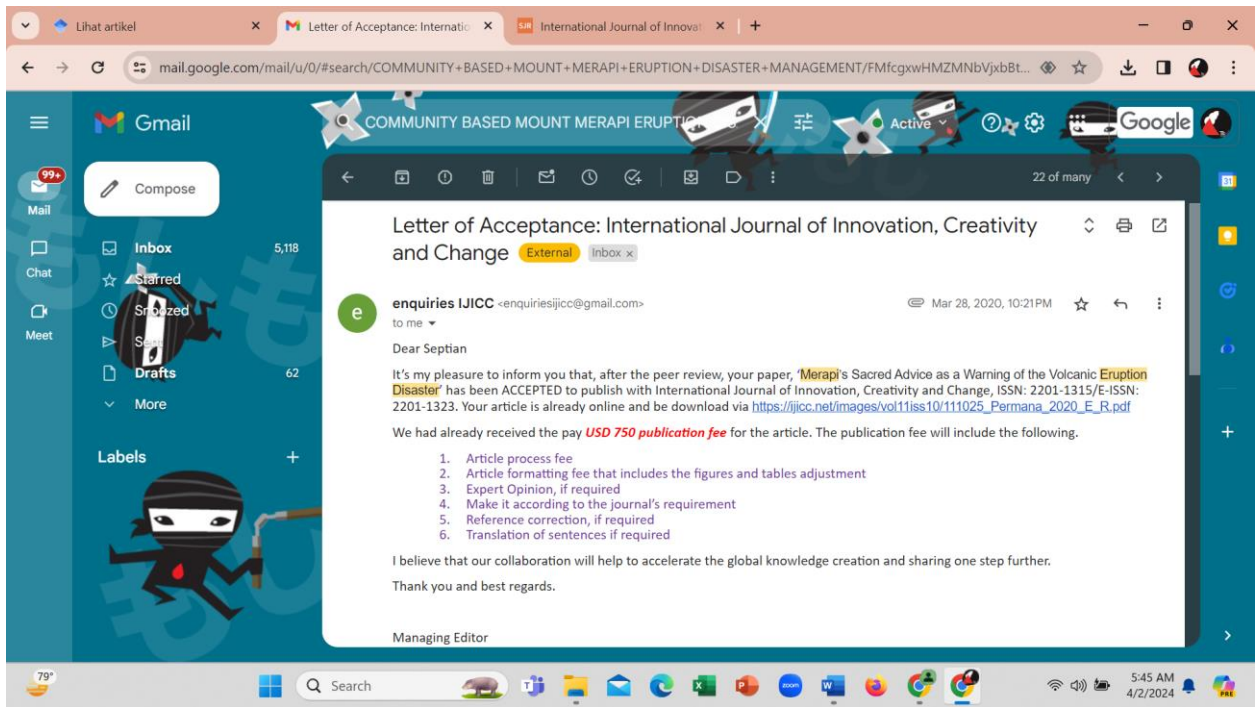 Lihat artikel
Letter of Acceptance: Internatio
SJR
International Journal of Innovat
mail.google.com/mail/u/0/#search/COMMUNITY+BASED+MOUNT+MERAPI+ERUPTION+DISASTER+MANAGEMENT/FMfcgxwHMZMNbVjxbBt...
Gmail
COMMUNITY BASED MOUNT MERAPI ERUPTIO
Active
Google
99+
Mail
Compose
22 of many
31
Chat
Meet
Inbox 5,118
Starred
Snoozed
Sent
Drafts 62
More
Labels
Letter of Acceptance: International Journal of Innovation, Creativity
and Change External Inbox x
e
enquiries IJICC <enquiriesijicc@gmail.com> Mar 28, 2020, 10:21 PM
to me
Dear Septian
It's my pleasure to inform you that, after the peer review, your paper, 'Merapi's Sacred Advice as a Warning of the Volcanic Eruption
Disaster' has been ACCEPTED to publish with International Journal of Innovation, Creativity and Change, ISSN: 2201-1315/E-ISSN:
2201-1323. Your article is already online and be download via https://ijicc.net/images/vol11iss10/111025_Permana_2020_E_R.pdf
We had already received the pay USD 750 publication fee for the article. The publication fee will include the following.
1. Article process fee
2. Article formatting fee that includes the figures and tables adjustment
3. Expert Opinion, if required
4. Make it according to the journal's requirement
5. Reference correction, if required
6. Translation of sentences if required
I believe that our collaboration will help to accelerate the global knowledge creation and sharing one step further.
Thank you and best regards.
Managing Editor
79°
Search
zoom
5:45 AM
4/2/2024
PRE